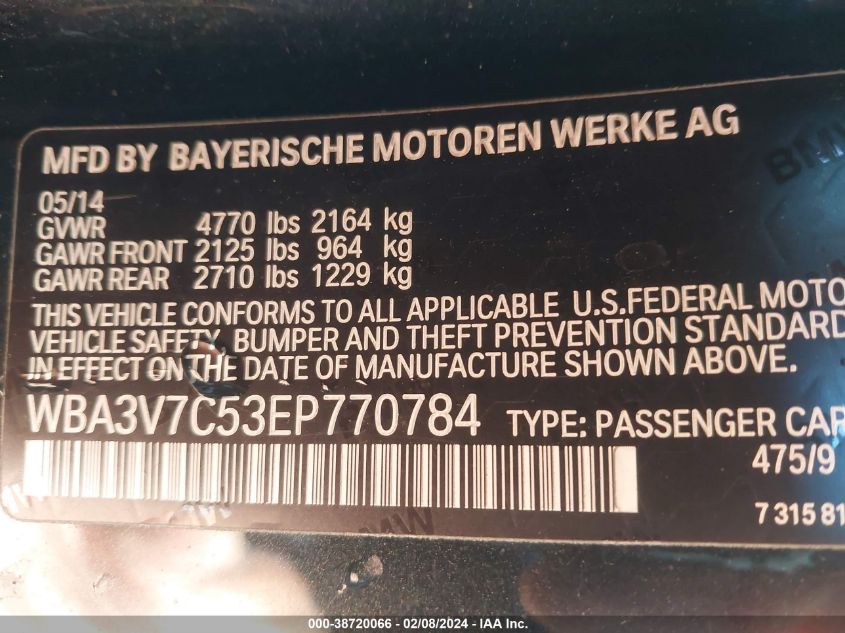 MFD BY BAYERISCHE MOTOREN WERKE AG
05/14
GVWR 4770 lbs 2164 kg
GAWR FRONT 2125 lbs 964 kg
GAWR REAR 2710 lbs 1229 kg
THIS VEHICLE CONFORMS TO ALL APPLICABLE U.S.FEDERAL MOTO
VEHICLE SAFETY, BUMPER AND THEFT PREVENTION STANDARD
IN EFFECT ON THE DATE OF MANUFACTURE SHOWN ABOVE.
WBA3V7C53EP770784 TYPE: PASSENGER CAR
475/9
7 315 81
BMW
BMW
000-38720066 - 02/08/2024 - IAA Inc.